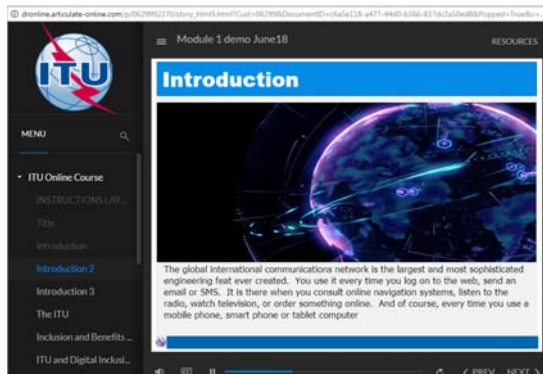 Module 1 demo June18
RESOURCES
ITU
MENU
ITU Online Course
INSTRUCTIONS LAY...
Title
Introduction
Introduction 2
Introduction 3
The ITU
Inclusion and Benefits ...
ITU and Digital Inclusi...
Introduction
The global international communications network is the largest and most sophisticated
engineering feat ever created. You use it every time you log on to the web, send an
email or SMS. It is there when you consult online navigation systems, listen to the
radio, watch television, or order something online. And of course, every time you use a
mobile phone, smart phone or tablet computer
PREV
NEXT